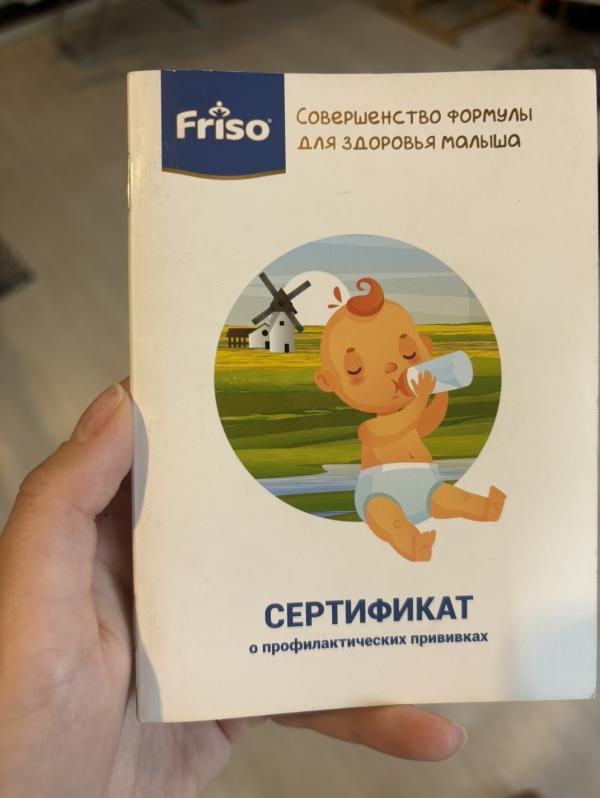 Friso
Совершенство формулы
для здоровья малыша
СЕРТИФИКАТ
о профилактических прививках